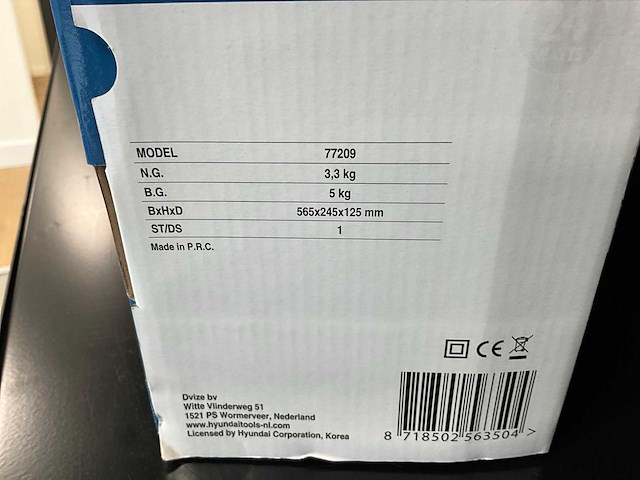 MODEL 77209
N.G. 3,3 kg
B.G. 5 kg
BxHxD 565x245x125 mm
ST/DS 1
Made in P.R.C.
CE
Dvize bv
Witte Vlinderweg 51
1521 PS Wormerveer, Nederland
www.hyundaitools-nl.com
Licensed by Hyundai Corporation, Korea
8 718502 563504 >